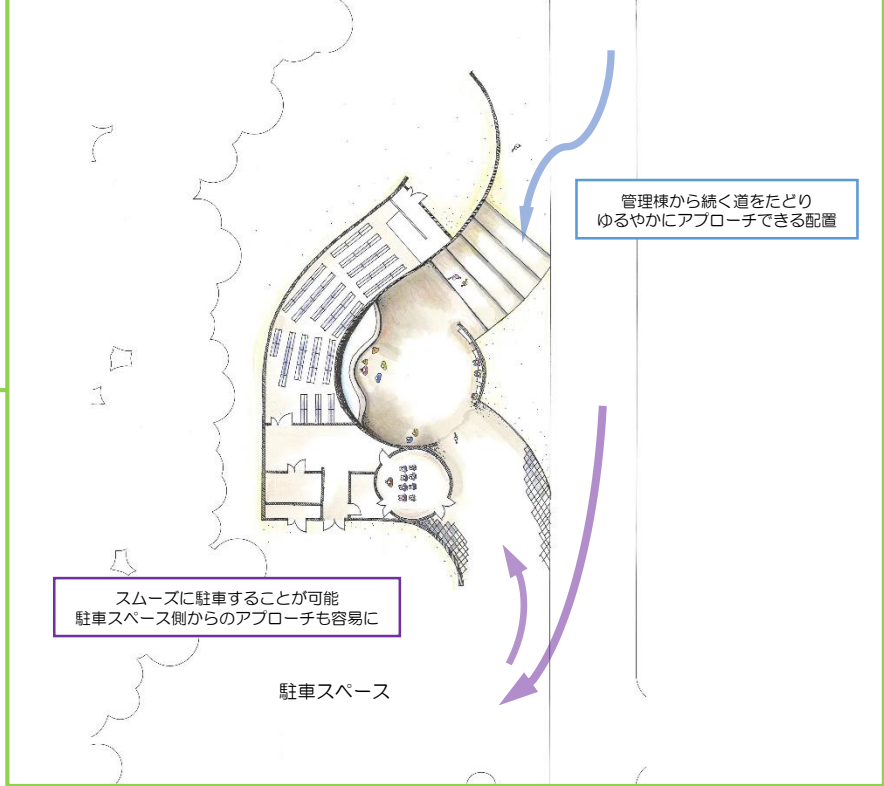 管理棟から続く道をたどり
ゆるやかにアプローチできる配置
スムーズに駐車することが可能
駐車スペース側からのアプローチも容易に
駐車スペース